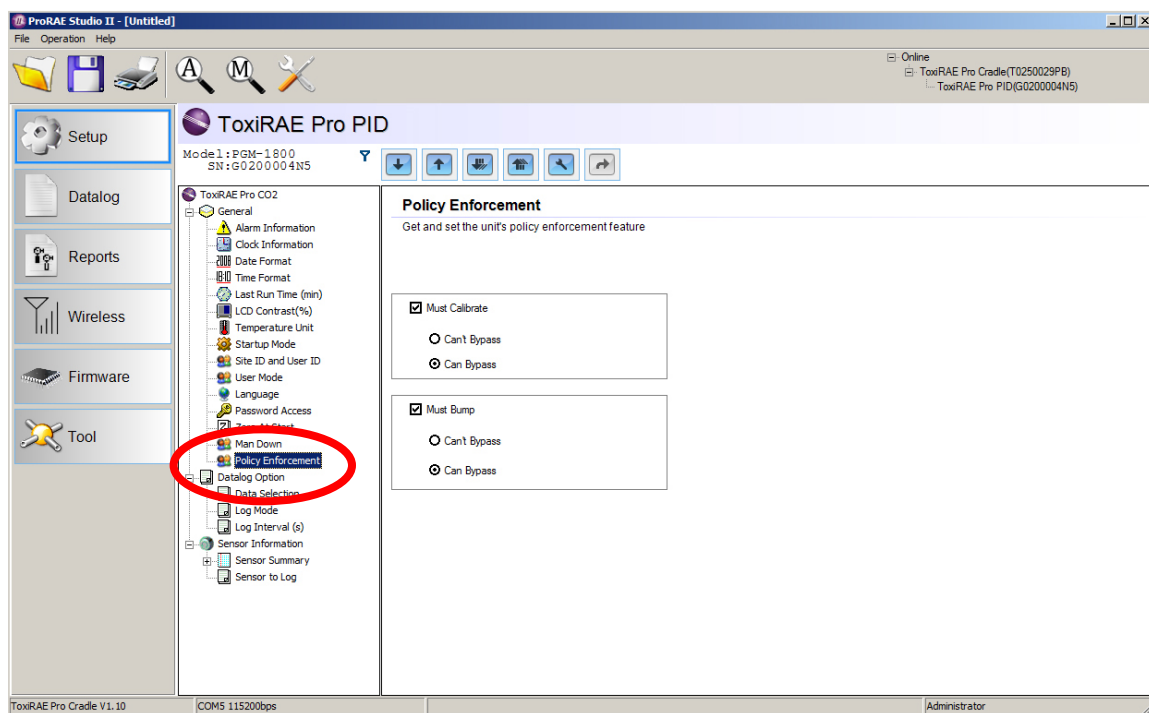 ProRAE Studio II - [Untitled]
File Operation Help
Online
ToxiRAE Pro Cradle(T0250029PB)
ToxiRAE Pro PID(G0200004N5)
Setup
Datalog
Reports
Wireless
Firmware
Tool
ToxiRAE Pro PID
Model:PGM-1800
SN:G0200004N5
ToxiRAE Pro CO2
General
Alarm Information
Clock Information
Date Format
Time Format
Last Run Time (min)
LCD Contrast(%)
Temperature Unit
Startup Mode
Site ID and User ID
User Mode
Language
Password Access
Zero At Start
Man Down
Policy Enforcement
Datalog Option
Data Selection
Log Mode
Log Interval (s)
Sensor Information
Sensor Summary
Sensor to Log
Policy Enforcement
Get and set the unit's policy enforcement feature
Must Calibrate
Can't Bypass
Can Bypass
Must Bump
Can't Bypass
Can Bypass
ToxiRAE Pro Cradle V1.10
COM5 115200bps
Administrator